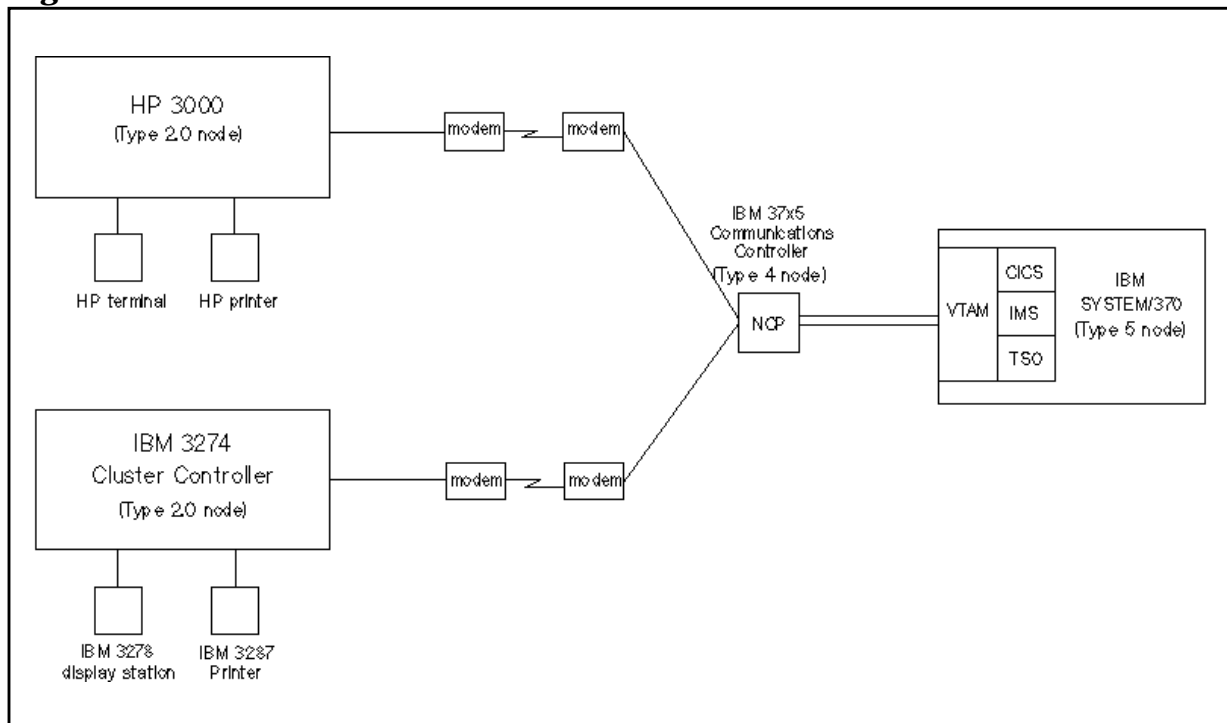 HP 3000
(Type 2.0 node)
modem
modem
HP terminal
HP printer
IBM 37x5
Communications
Controller
(Type 4 node)
NCP
VTAM
CICS
IMS
TSO
IBM
SYSTEM/370
(Type 5 node)
IBM 3274
Cluster Controller
(Type 2.0 node)
modem
modem
IBM 3278
display station
IBM 3287
Printer